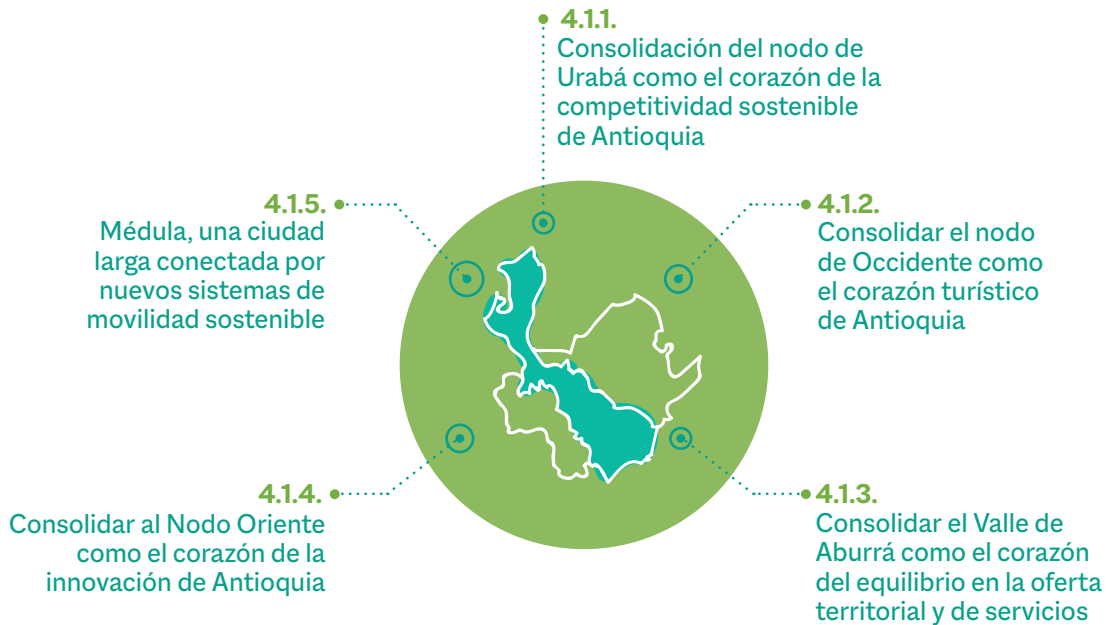 4.1.1.
Consolidación del nodo de
Urabá como el corazón de la
competitividad sostenible
de Antioquia
4.1.2.
Consolidar el nodo
de Occidente como
el corazón turístico
de Antioquia
4.1.3.
Consolidar el Valle de
Aburrá como el corazón
del equilibrio en la oferta
territorial y de servicios
4.1.4.
Consolidar al Nodo Oriente
como el corazón de la
innovación de Antioquia
4.1.5.
Médula, una ciudad
larga conectada por
nuevos sistemas de
movilidad sostenible